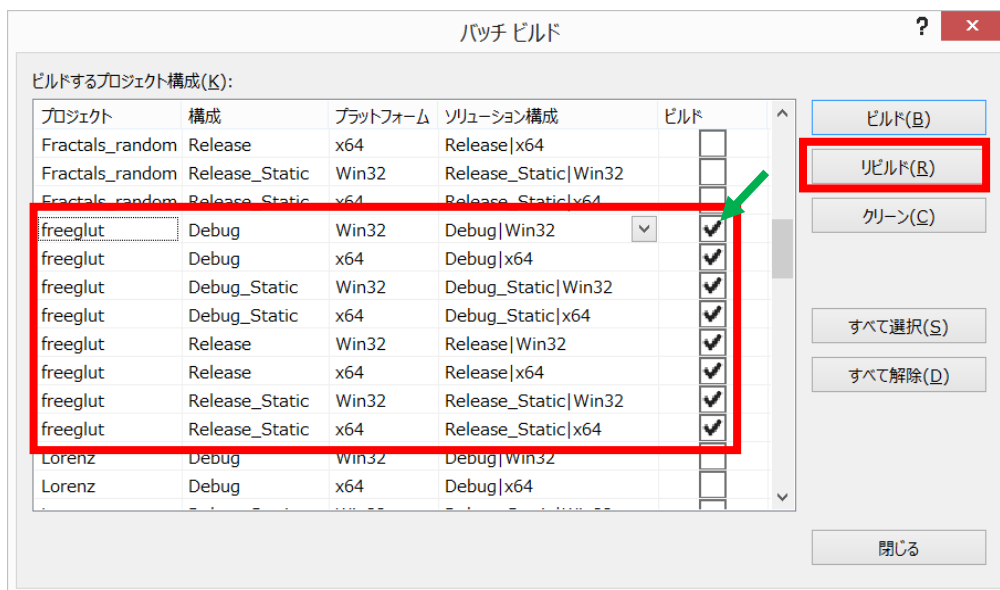 バッチ ビルド
?
×
ビルドするプロジェクト構成(K):
プロジェクト 構成 プラットフォーム ソリューション構成 ビルド
Fractals_random Release x64 Release|x64
Fractals_random Release_Static Win32 Release_Static|Win32
Fractals_random Release_Static x64 Release_Static|x64
freeglut Debug Win32 Debug|Win32
freeglut Debug x64 Debug|x64
freeglut Debug_Static Win32 Debug_Static|Win32
freeglut Debug_Static x64 Debug_Static|x64
freeglut Release Win32 Release|Win32
freeglut Release x64 Release|x64
freeglut Release_Static Win32 Release_Static|Win32
freeglut Release_Static x64 Release_Static|x64
Lorenz Debug Win32 Debug|Win32
Lorenz Debug x64 Debug|x64
ビルド(B)
リビルド(R)
クリーン(C)
すべて選択(S)
すべて解除(D)
閉じる